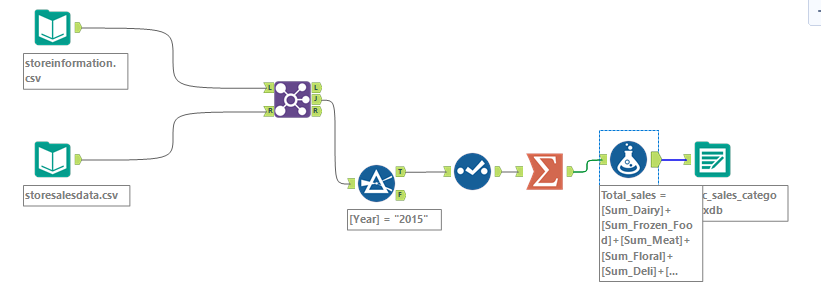 storeinformation.
csv
L
R
L
J
R
storesalesdata.csv
T
F
[Year] = "2015"
Total_sales =
[Sum_Dairy]+
[Sum_Frozen_Foo
d]+[Sum_Meat]+
[Sum_Floral]+
[Sum_Deli]+[...
c_sales_catego
xdb